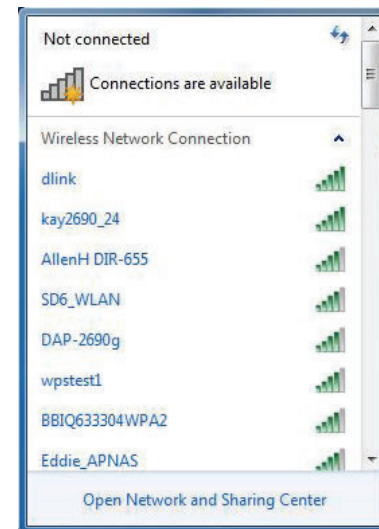 Not connected
Connections are available
Wireless Network Connection
dlink
kay2690_24
AllenH DIR-655
SD6_WLAN
DAP-2690g
wpstest1
BBIQ633304WPA2
Eddie_APNAS
Open Network and Sharing Center